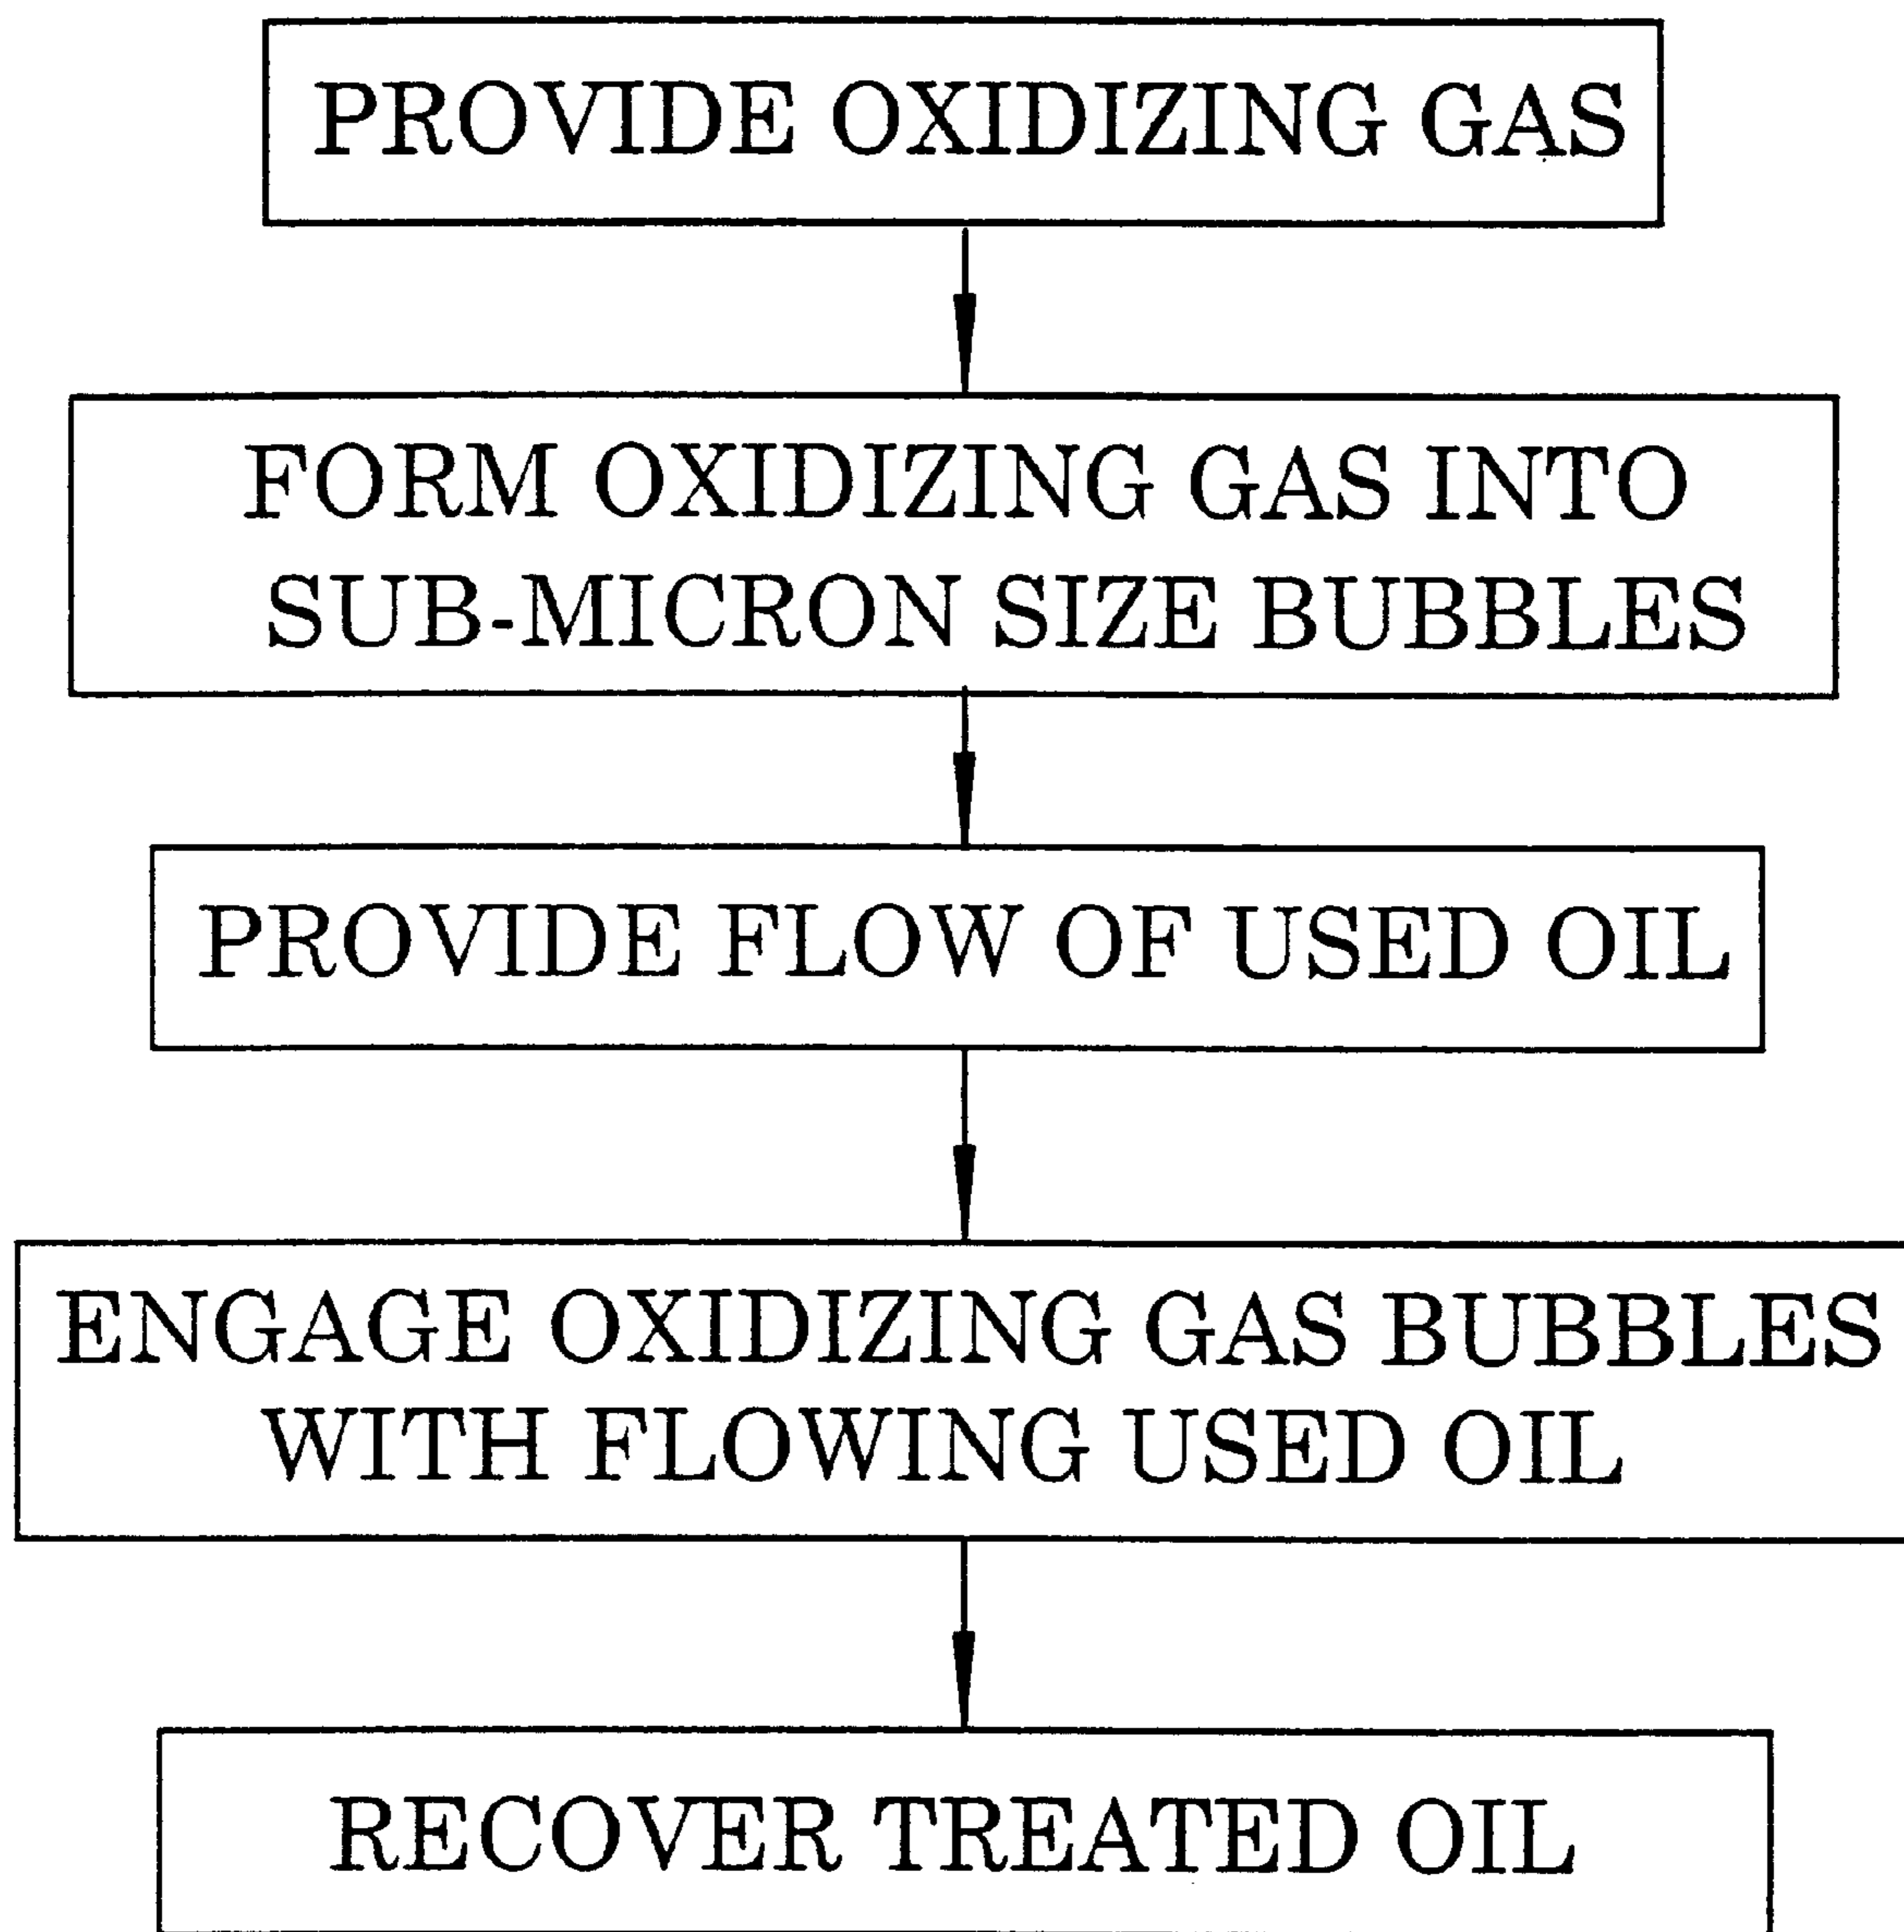 PROVIDE OXIDIZING GAS
FORM OXIDIZING GAS INTO
SUB-MICRON SIZE BUBBLES
PROVIDE FLOW OF USED OIL
ENGAGE OXIDIZING GAS BUBBLES
WITH FLOWING USED OIL
RECOVER TREATED OIL